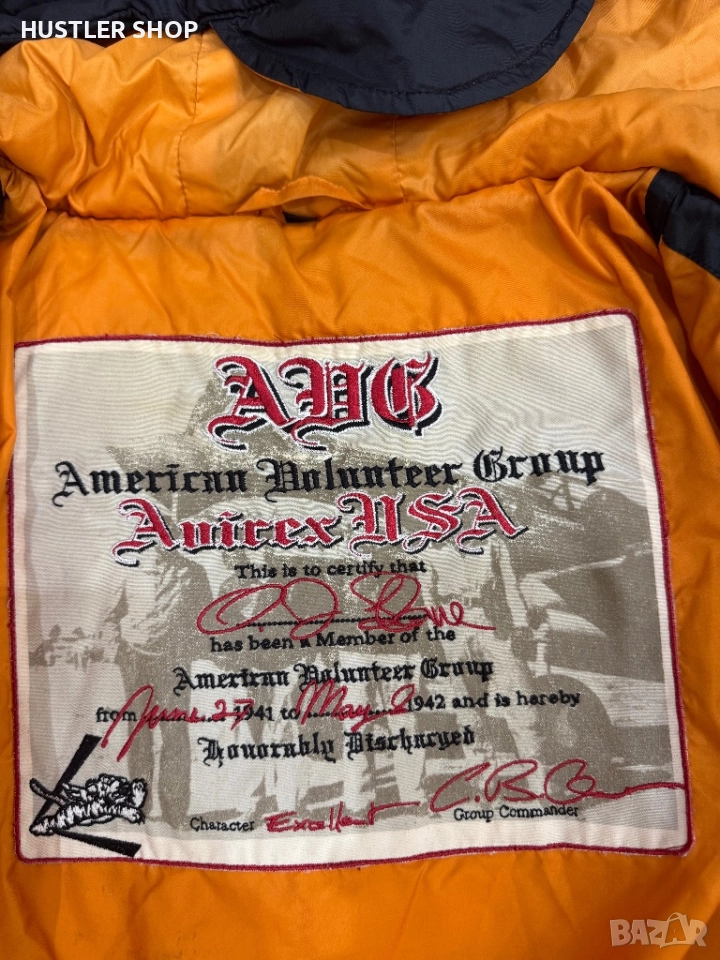 HUSTLER SHOP
AVG
American Volunteer Group
Avirex USA
This is to certify that
has been a Member of the
American Volunteer Group
from June 27 1941 to May 1942 and is hereby
Honorably Discharged
Character Excellent
Group Commander
BAZAR